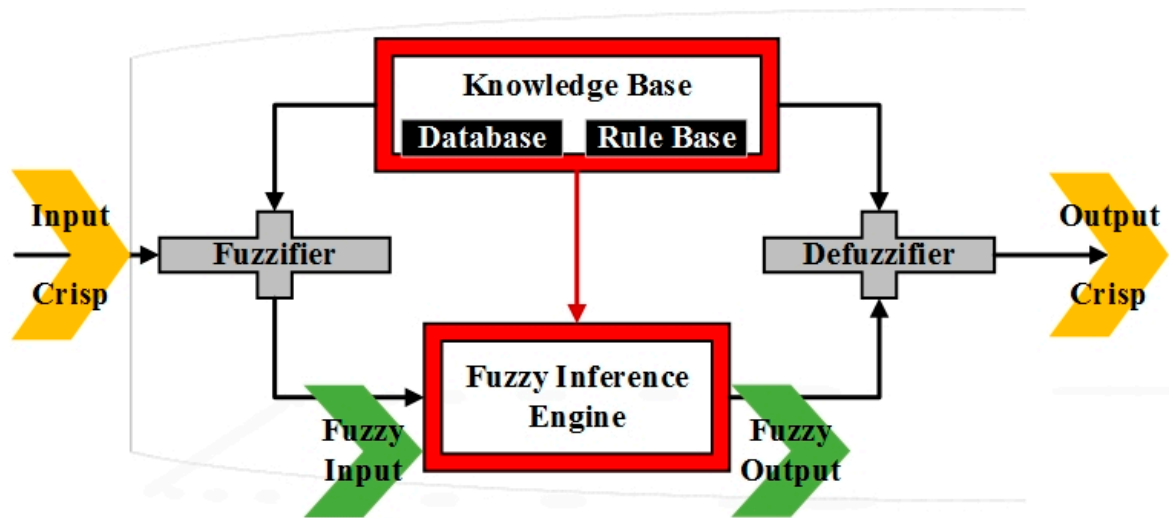 Knowledge Base
Database
Rule Base
Input
Crisp
Fuzzifier
Defuzzifier
Output
Crisp
Fuzzy Inference
Engine
Fuzzy
Input
Fuzzy
Output